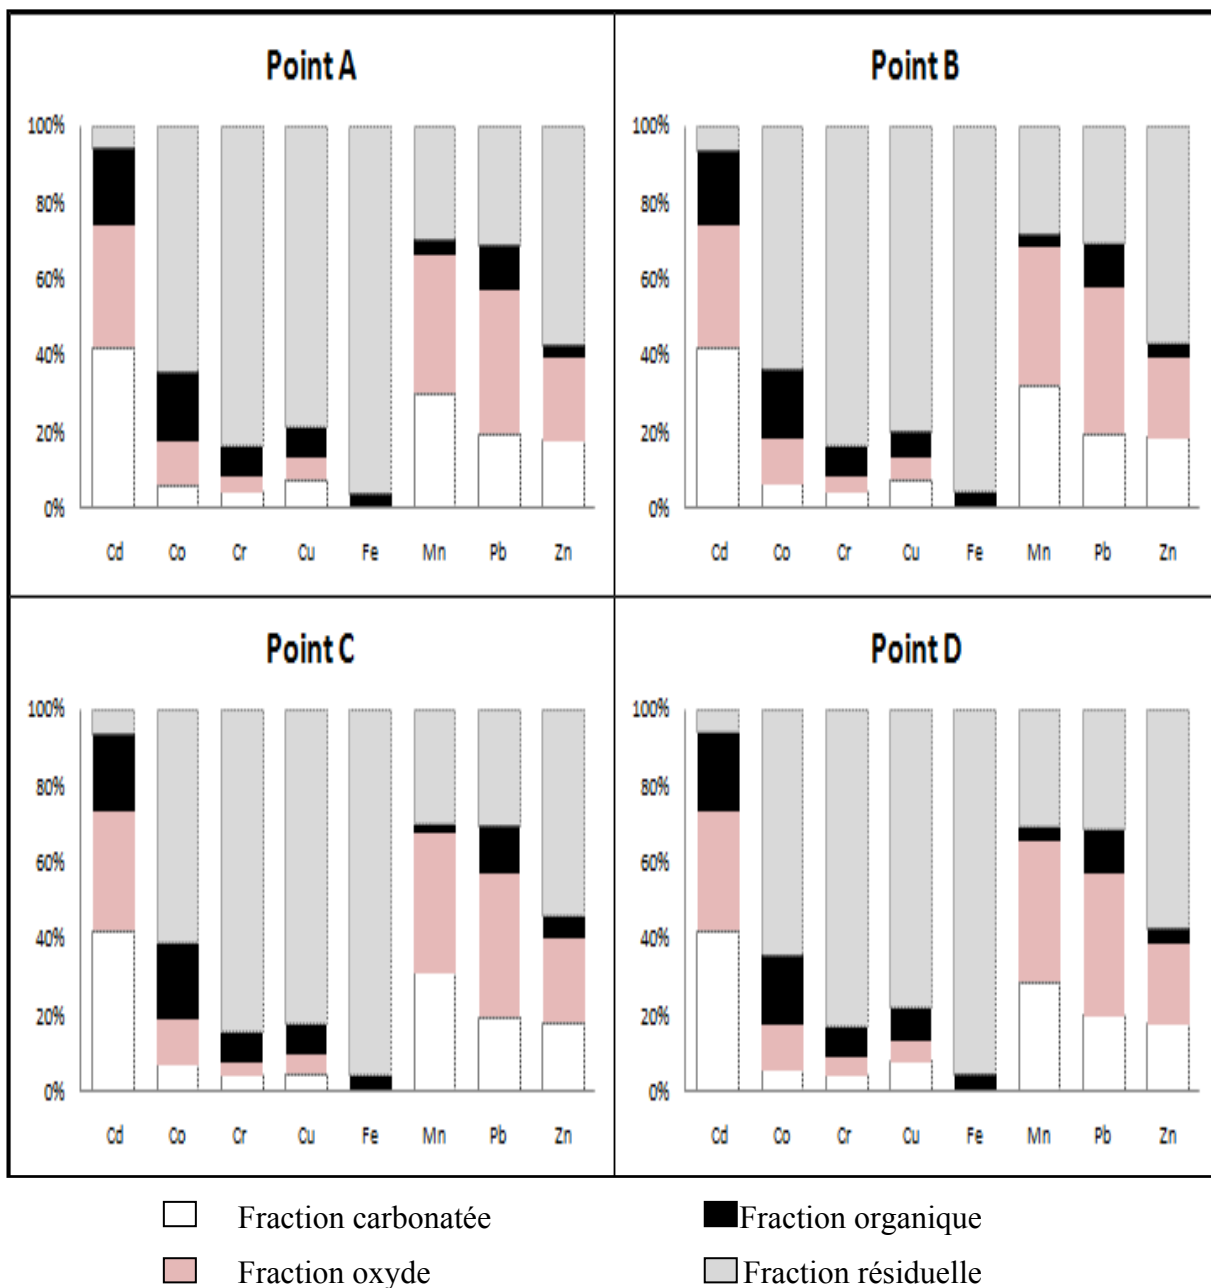 Point A
100%
80%
60%
40%
20%
0%
Cd Co Cr Cu Fe Mn Pb Zn
Point B
100%
80%
60%
40%
20%
0%
Cd Co Cr Cu Fe Mn Pb Zn
Point C
100%
80%
60%
40%
20%
0%
Cd Co Cr Cu Fe Mn Pb Zn
Point D
100%
80%
60%
40%
20%
0%
Cd Co Cr Cu Fe Mn Pb Zn
Fraction carbonatée
Fraction organique
Fraction oxyde
Fraction résiduelle